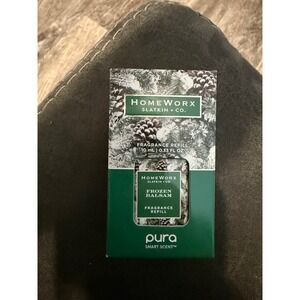 HOMEWORX
SLATKIN + CO.
FRAGRANCE REFILL
10 ML | 0.33 FL OZ
HOMEWORX
SLATKIN + CO.
FROZEN
BALSAM
FRAGRANCE
REFILL
pura
SMART SCENT™